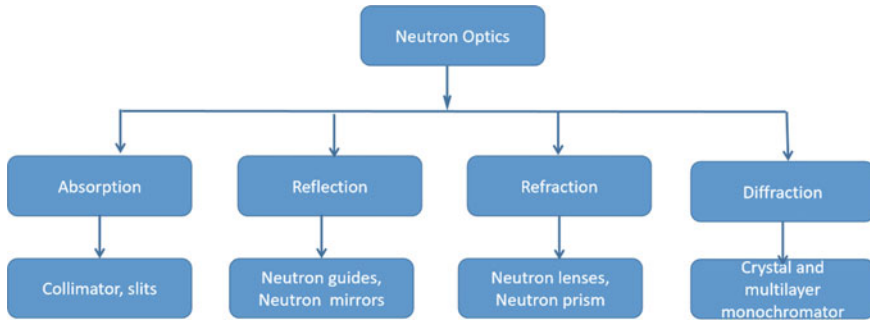 Neutron Optics
Absorption
Reflection
Refraction
Diffraction
Collimator, slits
Neutron guides,
Neutron mirrors
Neutron lenses,
Neutron prism
Crystal and
multilayer
monochromator